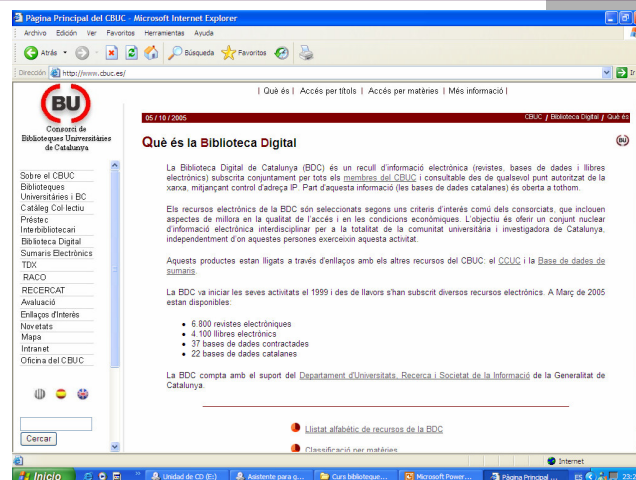 Pàgina Principal del CBUC - Microsoft Internet Explorer
Archivo Edición Ver Favoritos Herramientas Ayuda
Atrás Búsqueda Favoritos
Dirección http://www.cbuc.es/ Ir
| Què és | Accés per títols | Accés per matèries | Més informació |
BU
Consorci de
Biblioteques Universitàries
de Catalunya
05 / 10 / 2005 CBUC / Biblioteca Digital / Què és
Què és la Biblioteca Digital
BU
La Biblioteca Digital de Catalunya (BDC) és un recull d'informació electrònica (revistes, bases de dades i llibres
electrònics) subscrita conjuntament per tots els membres del CBUC i consultable des de qualsevol punt autoritzat de la
xarxa, mitjançant control d'adreça IP. Part d'aquesta informació (les bases de dades catalanes) és oberta a tothom.
Els recursos electrònics de la BDC són seleccionats segons uns criteris d'interès comú dels consorciats, que inclouen
aspectes de millora en la qualitat de l'accés i en les condicions econòmiques. L'objectiu és oferir un conjunt nuclear
d'informació electrònica interdisciplinar per a la totalitat de la comunitat universitària i investigadora de Catalunya,
independentment d'on aquestes persones exerceixin aquesta activitat.
Aquests productes estan lligats a través d'enllaços amb els altres recursos del CBUC: el CCUC i la Base de dades de
sumaris.
La BDC va iniciar les seves activitats el 1999 i des de llavors s'han subscrit diversos recursos electrònics. A Març de 2005
estan disponibles:
6.800 revistes electròniques
4.100 llibres electrònics
37 bases de dades contractades
22 bases de dades catalanes
La BDC compta amb el suport del Departament d'Universitats, Recerca i Societat de la Informació de la Generalitat de
Catalunya.
Llistat alfabètic de recursos de la BDC
Classificació per matèries
Sobre el CBUC
Biblioteques
Universitàries i BC
Catàleg Col·lectiu
Préstec
Interbibliotecari
Biblioteca Digital
Sumaris Electrònics
TDX
RACO
RECERCAT
Avaluació
Enllaços d'Interès
Novetats
Mapa
Intranet
Oficina del CBUC
Cercar
Internet
Inicio Unidad de CD (E:) Asistente para g... Curs biblioteque... Microsoft Power... Pàgina Principal ... ES